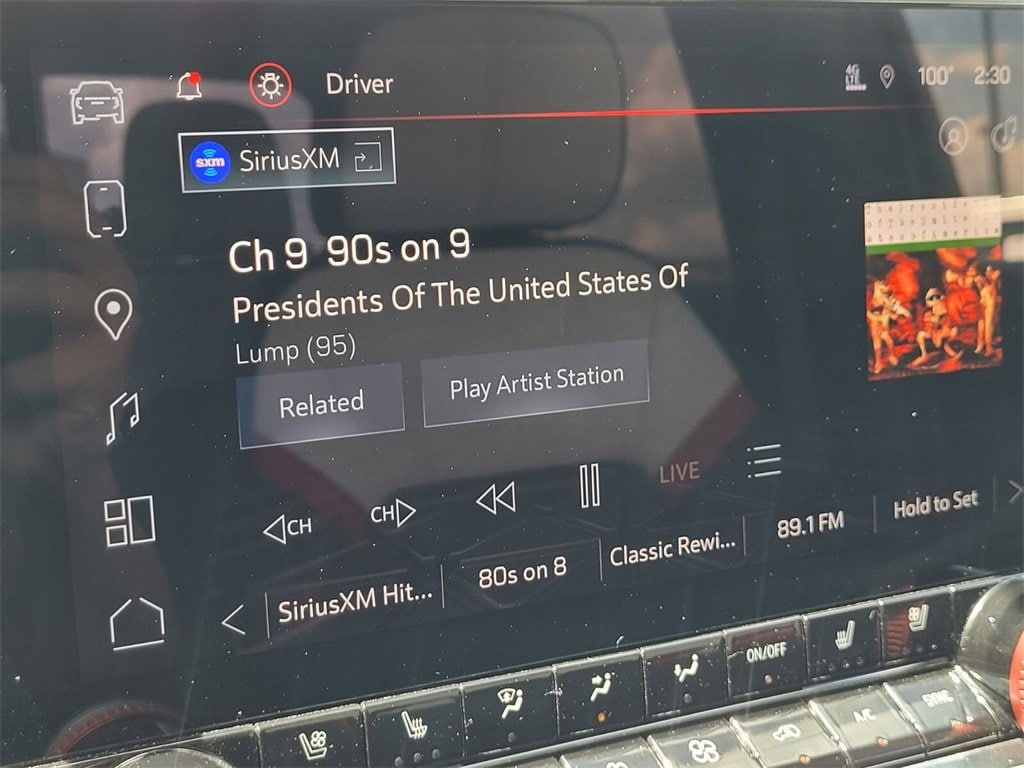 Driver
4G
LTE
100°
2:30
sxm SiriusXM
Ch 9 90s on 9
Presidents Of The United States Of
Lump (95)
Related
Play Artist Station
CH
CH
LIVE
SiriusXM Hit...
80s on 8
Classic Rewi...
89.1 FM
Hold to Set
ON/OFF
A/C
SYNC